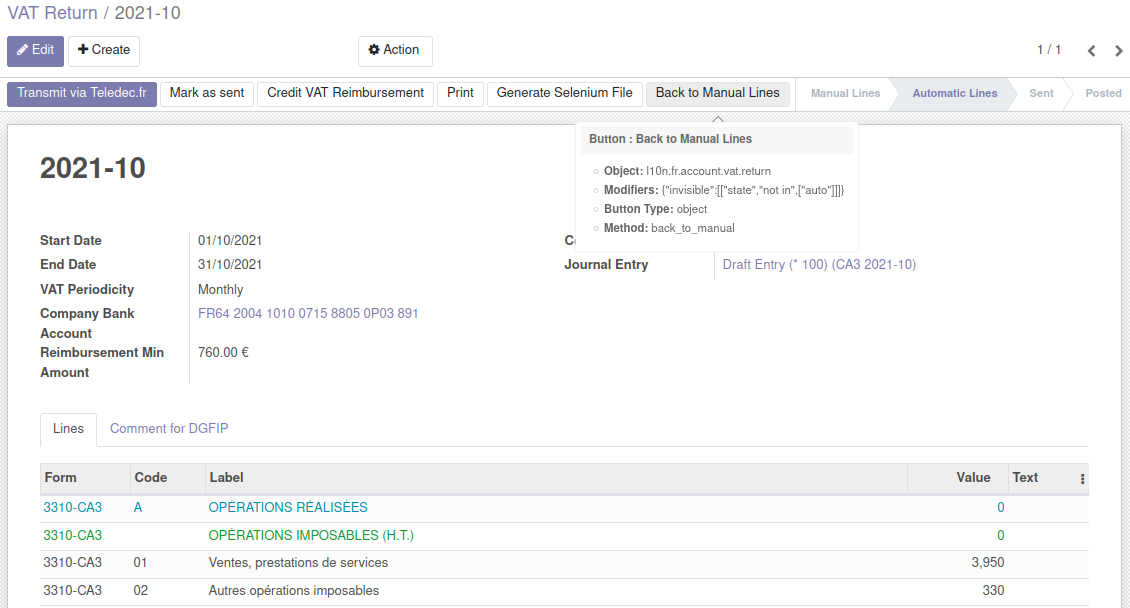 VAT Return / 2021-10
Edit
Create
Action
1 / 1
Transmit via Teledec.fr
Mark as sent
Credit VAT Reimbursement
Print
Generate Selenium File
Back to Manual Lines
Manual Lines
Automatic Lines
Sent
Posted
Button : Back to Manual Lines
Object: l10n.fr.account.vat.return
Modifiers: {"invisible":[["state","not in",["auto"]]]}
Button Type: object
Method: back_to_manual
2021-10
Start Date 01/10/2021
End Date 31/10/2021
Journal Entry Draft Entry (* 100) (CA3 2021-10)
VAT Periodicity Monthly
Company Bank Account FR64 2004 1010 0715 8805 0P03 891
Reimbursement Min Amount 760.00 €
Lines
Comment for DGFIP
Form Code Label Value Text
3310-CA3 A OPÉRATIONS RÉALISÉES 0
3310-CA3 OPÉRATIONS IMPOSABLES (H.T.) 0
3310-CA3 01 Ventes, prestations de services 3,950
3310-CA3 02 Autres opérations imposables 330